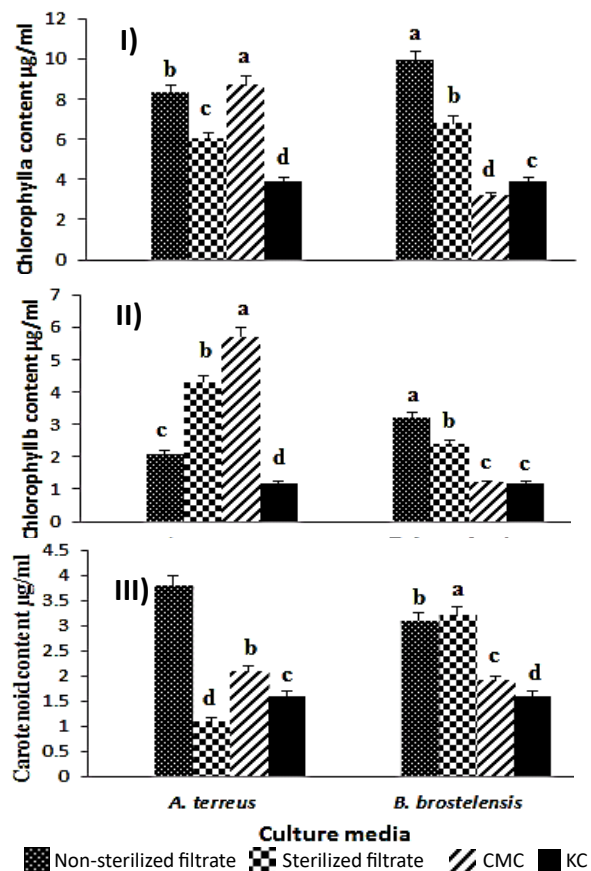 I)
Chlorophylla content µg/ml
12
10
8
6
4
2
0
b
c
a
d
a
b
d
c
II)
Chlorophyllb content µg/ml
7
6
5
4
3
2
1
0
c
b
a
d
a
b
c
c
III)
Carotenoid content µg/ml
4.5
4
3.5
3
2.5
2
1.5
1
0.5
0
d
b
c
b
a
c
d
A. terreus
B. brostelensis
Culture media
Non-sterilized filtrate
Sterilized filtrate
CMC
KC